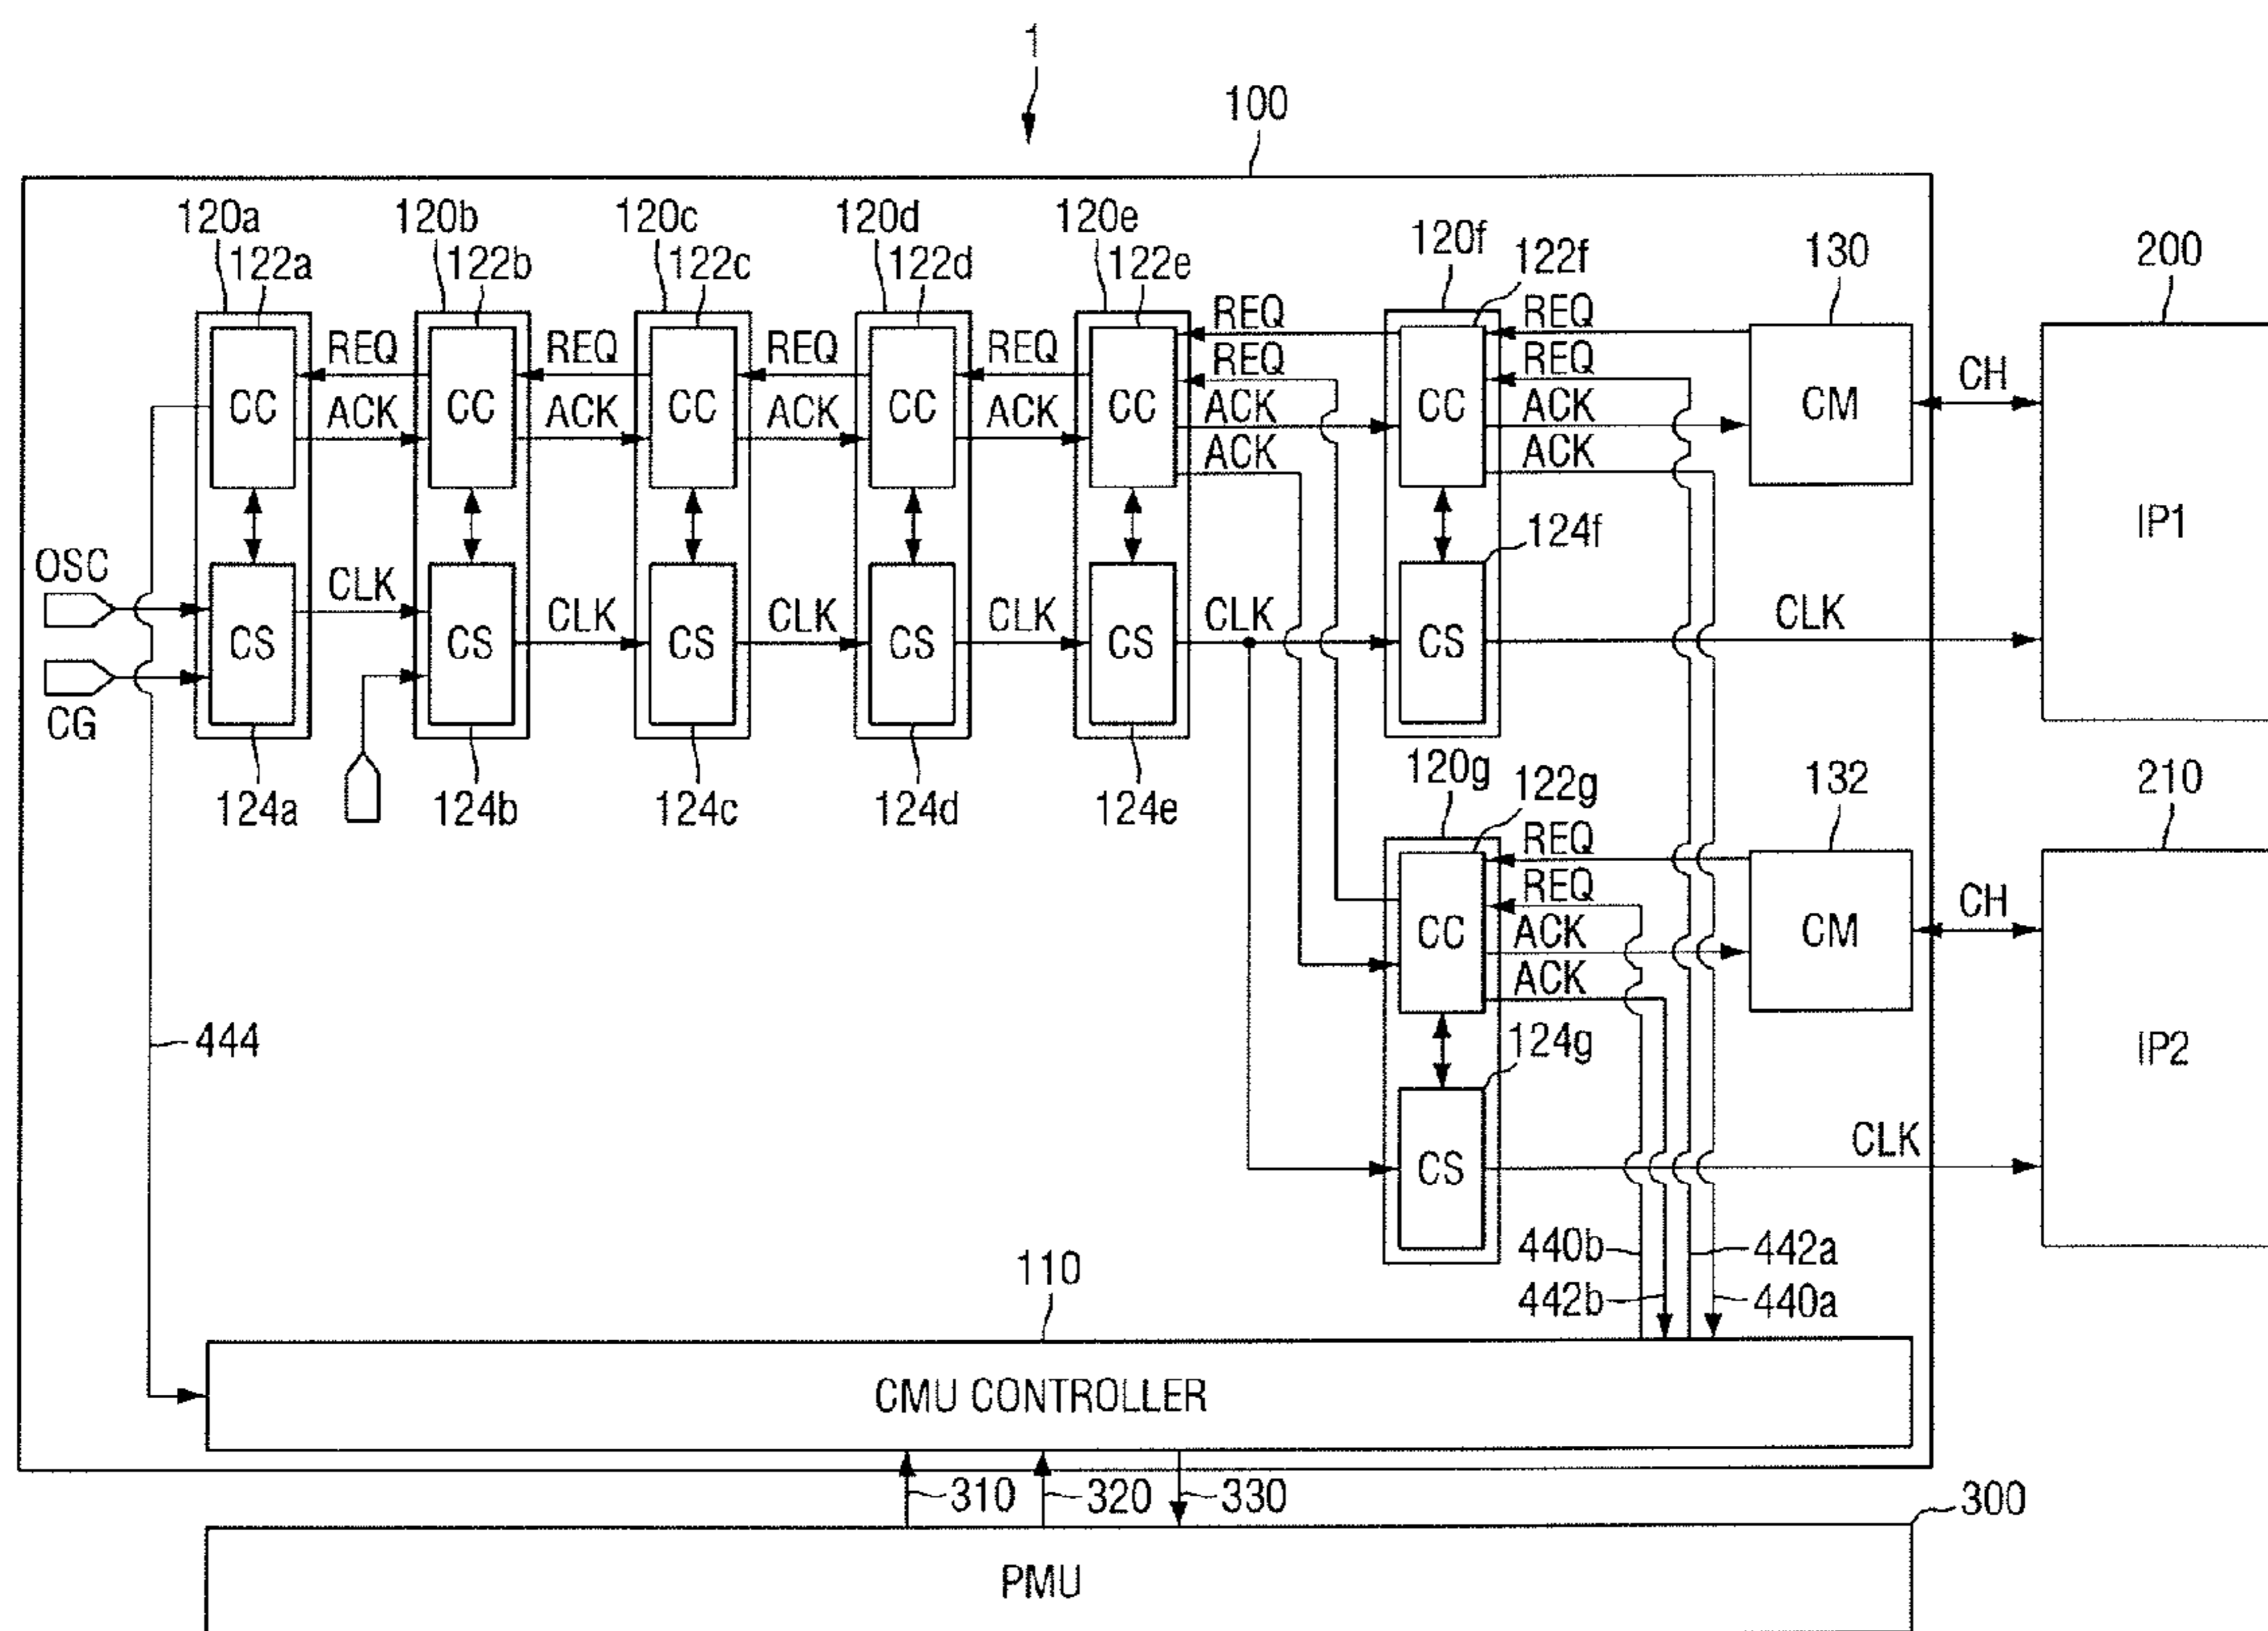 1
100
120a 120b 120c 120d 120e 120f 130 200
122a 122b 122c 122d 122e 122f
REQ REQ
REQ REQ REQ REQ REQ REQ
CC CC CC CC CC CC CM CH
ACK ACK ACK ACK ACK ACK
ACK ACK
OSC 124f IP1
CLK CLK CLK CLK CLK CLK
CS CS CS CS CS CS
CG
124a 124b 124c 124d 124e
120g 122g 132 210
REQ
REQ
CC ACK CM CH
ACK
444 124g IP2
CS CLK
440b 442a
110 442b 440a
CMU CONTROLLER
310 320 330 300
PMU